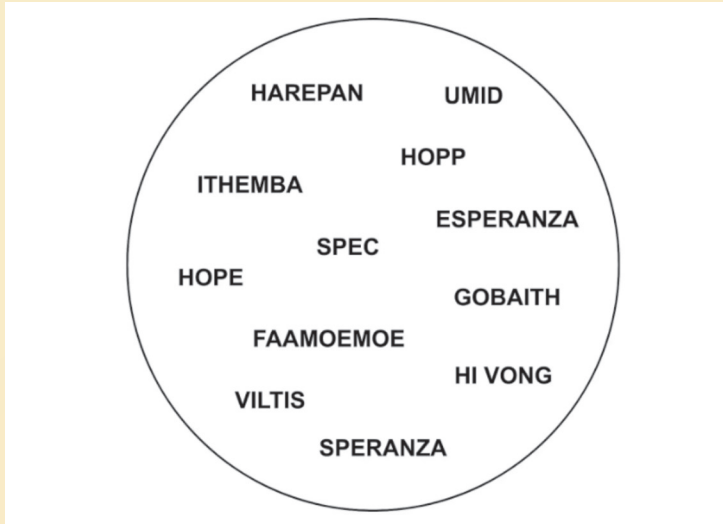 HAREPAN
UMID
HOPP
ITHEMBA
ESPERANZA
SPEC
HOPE
GOBAITH
FAAMOEMOE
HI VONG
VILTIS
SPERANZA